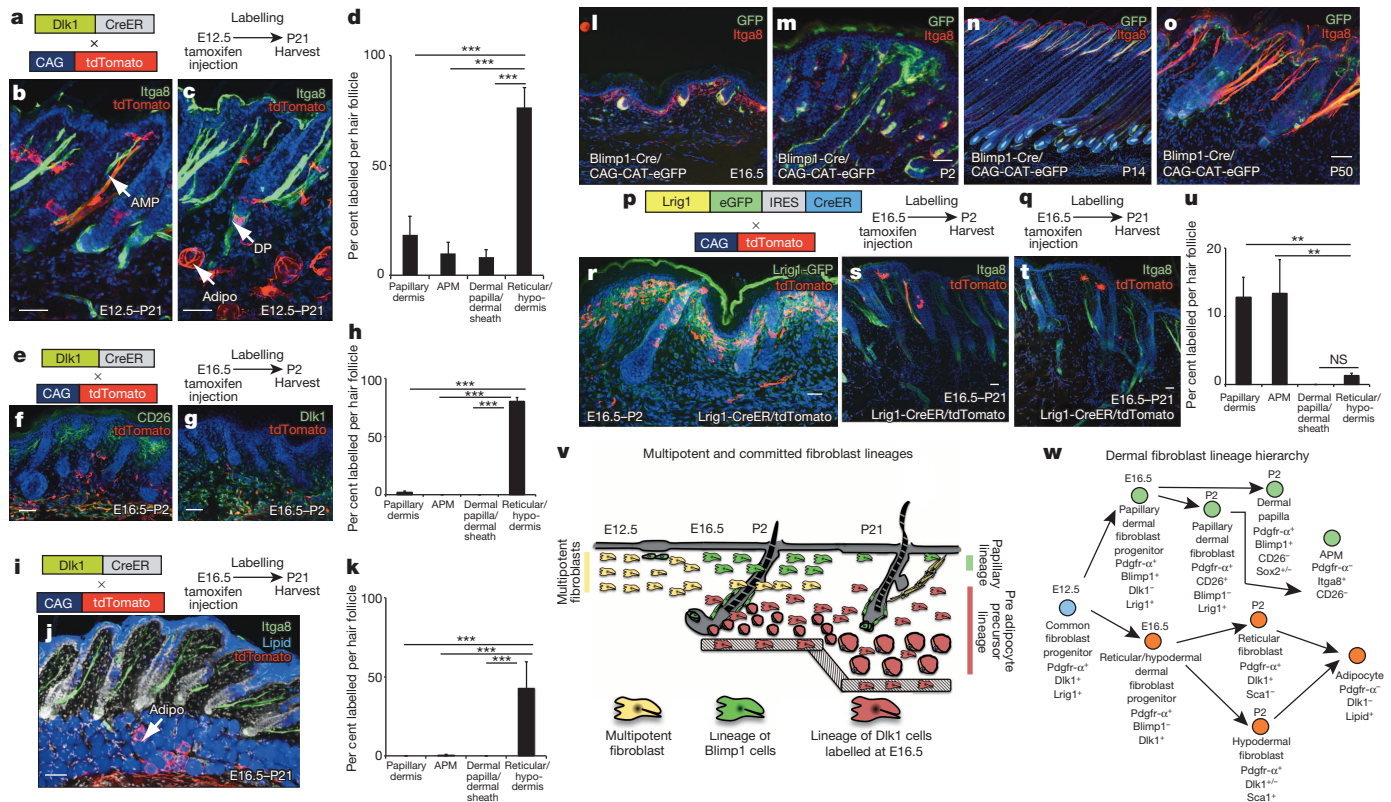 a
Dlk1 CreER
×
CAG tdTomato
Labelling
E12.5 P21
tamoxifen Harvest
injection
b
Itga8
tdTomato
AMP
E12.5–P21
c
Itga8
tdTomato
DP
Adipo
E12.5–P21
d
Per cent labelled per hair follicle
100
50
0
***
***
***
Papillary dermis
APM
Dermal papilla/ dermal sheath
Reticular/ hypo- dermis
e
Dlk1 CreER
×
CAG tdTomato
Labelling
E16.5 P2
tamoxifen Harvest
injection
f
CD26
tdTomato
E16.5–P2
g
Dlk1
tdTomato
E16.5–P2
h
Per cent labelled per hair follicle
100
50
0
***
***
***
Papillary dermis
APM
Dermal papilla/ dermal sheath
Reticular/ hypo- dermis
i
Dlk1 CreER
×
CAG tdTomato
Labelling
E16.5 P21
tamoxifen Harvest
injection
j
Itga8
Lipid
tdTomato
Adipo
E16.5–P21
k
Per cent labelled per hair follicle
100
50
0
***
***
***
Papillary dermis
APM
Dermal papilla/ dermal sheath
Reticular/ hypo- dermis
l
GFP
Itga8
Blimp1-Cre/
CAG-CAT-eGFP E16.5
m
GFP
Itga8
Blimp1-Cre/
CAG-CAT-eGFP P2
n
GFP
Itga8
Blimp1-Cre/
CAG-CAT-eGFP P14
o
GFP
Itga8
Blimp1-Cre/
CAG-CAT-eGFP P50
p
Lrig1 eGFP IRES CreER
×
CAG tdTomato
Labelling
E16.5 P2
tamoxifen Harvest
injection
q
Labelling
E16.5 P21
tamoxifen Harvest
injection
r
Lrig1-GFP
tdTomato
E16.5–P2 Lrig1-CreER/tdTomato
s
Itga8
tdTomato
E16.5–P2
Lrig1-CreER/tdTomato
t
Itga8
tdTomato
E16.5–P21
Lrig1-CreER/tdTomato
u
Per cent labelled per hair follicle
20
10
0
**
**
NS
Papillary dermis
APM
Dermal papilla/ dermal sheath
Reticular/ hypo- dermis
v
Multipotent and committed fibroblast lineages
E12.5 E16.5 P2 P21
Multipotent fibroblasts
Papillary lineage
Pre adipocyte precursor lineage
Multipotent fibroblast
Lineage of Blimp1 cells
Lineage of Dlk1 cells labelled at E16.5
w
Dermal fibroblast lineage hierarchy
E12.5
Common
fibroblast
progenitor
Pdgfr-α⁺
Dlk1⁺
Lrig1⁺
E16.5
Papillary
dermal
fibroblast
progenitor
Pdgfr-α⁺
Blimp1⁺
Dlk1⁻
Lrig1⁺
P2
Papillary
dermal
fibroblast
Pdgfr-α⁺
CD26⁺
Blimp1⁻
Lrig1⁺
P2
Dermal
papilla
Pdgfr-α⁺
Blimp1⁺
CD26⁻
Sox2⁺/⁻
APM
Pdgfr-α⁻
Itga8⁺
CD26⁻
E16.5
Reticular/hypodermal
dermal
fibroblast
progenitor
Pdgfr-α⁺
Blimp1⁻
Dlk1⁺
P2
Reticular
fibroblast
Pdgfr-α⁺
Dlk1⁺
Sca1⁻
P2
Hypodermal
fibroblast
Pdgfr-α⁺
Dlk1⁺/⁻
Sca1⁺
Adipocyte
Pdgfr-α⁻
Dlk1⁻
Lipid⁺